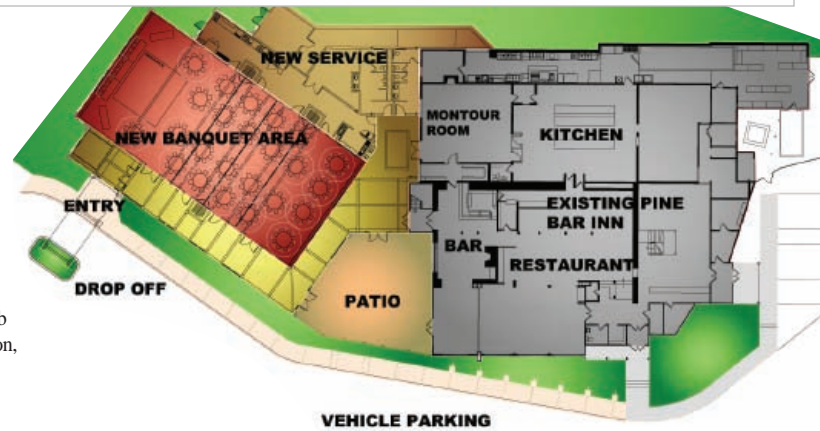 NEW SERVICE
MONTOUR
ROOM
KITCHEN
NEW BANQUET AREA
ENTRY
EXISTING PINE
BAR INN
BAR
RESTAURANT
DROP OFF
PATIO
on,
VEHICLE PARKING